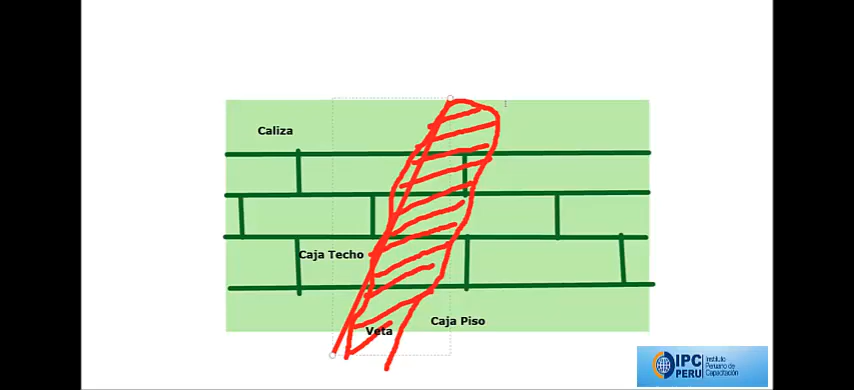 Caliza
Caja Techo
Caja Piso
Veta
IPC
PERU
Instituto
Peruano de
Capacitación